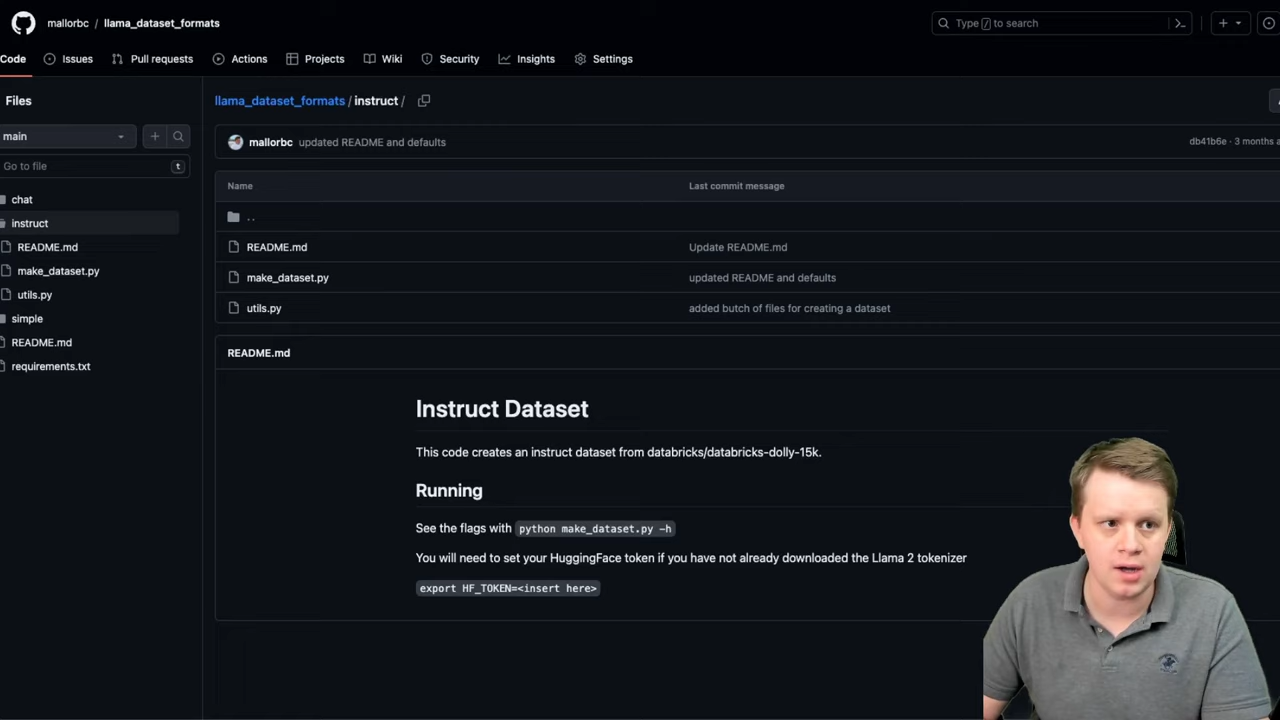 mallorbc / llama_dataset_formats
Type / to search
Code Issues Pull requests Actions Projects Wiki Security Insights Settings
Files
main
Go to file t
chat
instruct
README.md
make_dataset.py
utils.py
simple
README.md
requirements.txt
llama_dataset_formats / instruct /
mallorbc updated README and defaults
db41b6e · 3 months
Name Last commit message
..
README.md Update README.md
make_dataset.py updated README and defaults
utils.py added butch of files for creating a dataset
README.md
Instruct Dataset
This code creates an instruct dataset from databricks/databricks-dolly-15k.
Running
See the flags with python make_dataset.py -h
You will need to set your HuggingFace token if you have not already downloaded the Llama 2 tokenizer
export HF_TOKEN=<insert here>